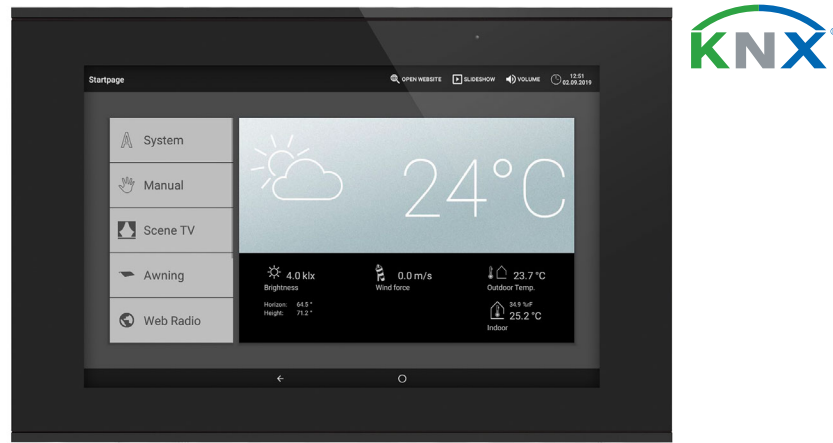 KNX®
Startpage
OPEN WEBSITE
SLIDESHOW
VOLUME
12:51
02.09.2019
System
Manual
Scene TV
Awning
Web Radio
24°C
4.0 klx
Brightness
Horizon: 64.5 °
Height: 71.2 °
0.0 m/s
Wind force
23.7 °C
Outdoor Temp.
34.9 %rF
25.2 °C
Indoor